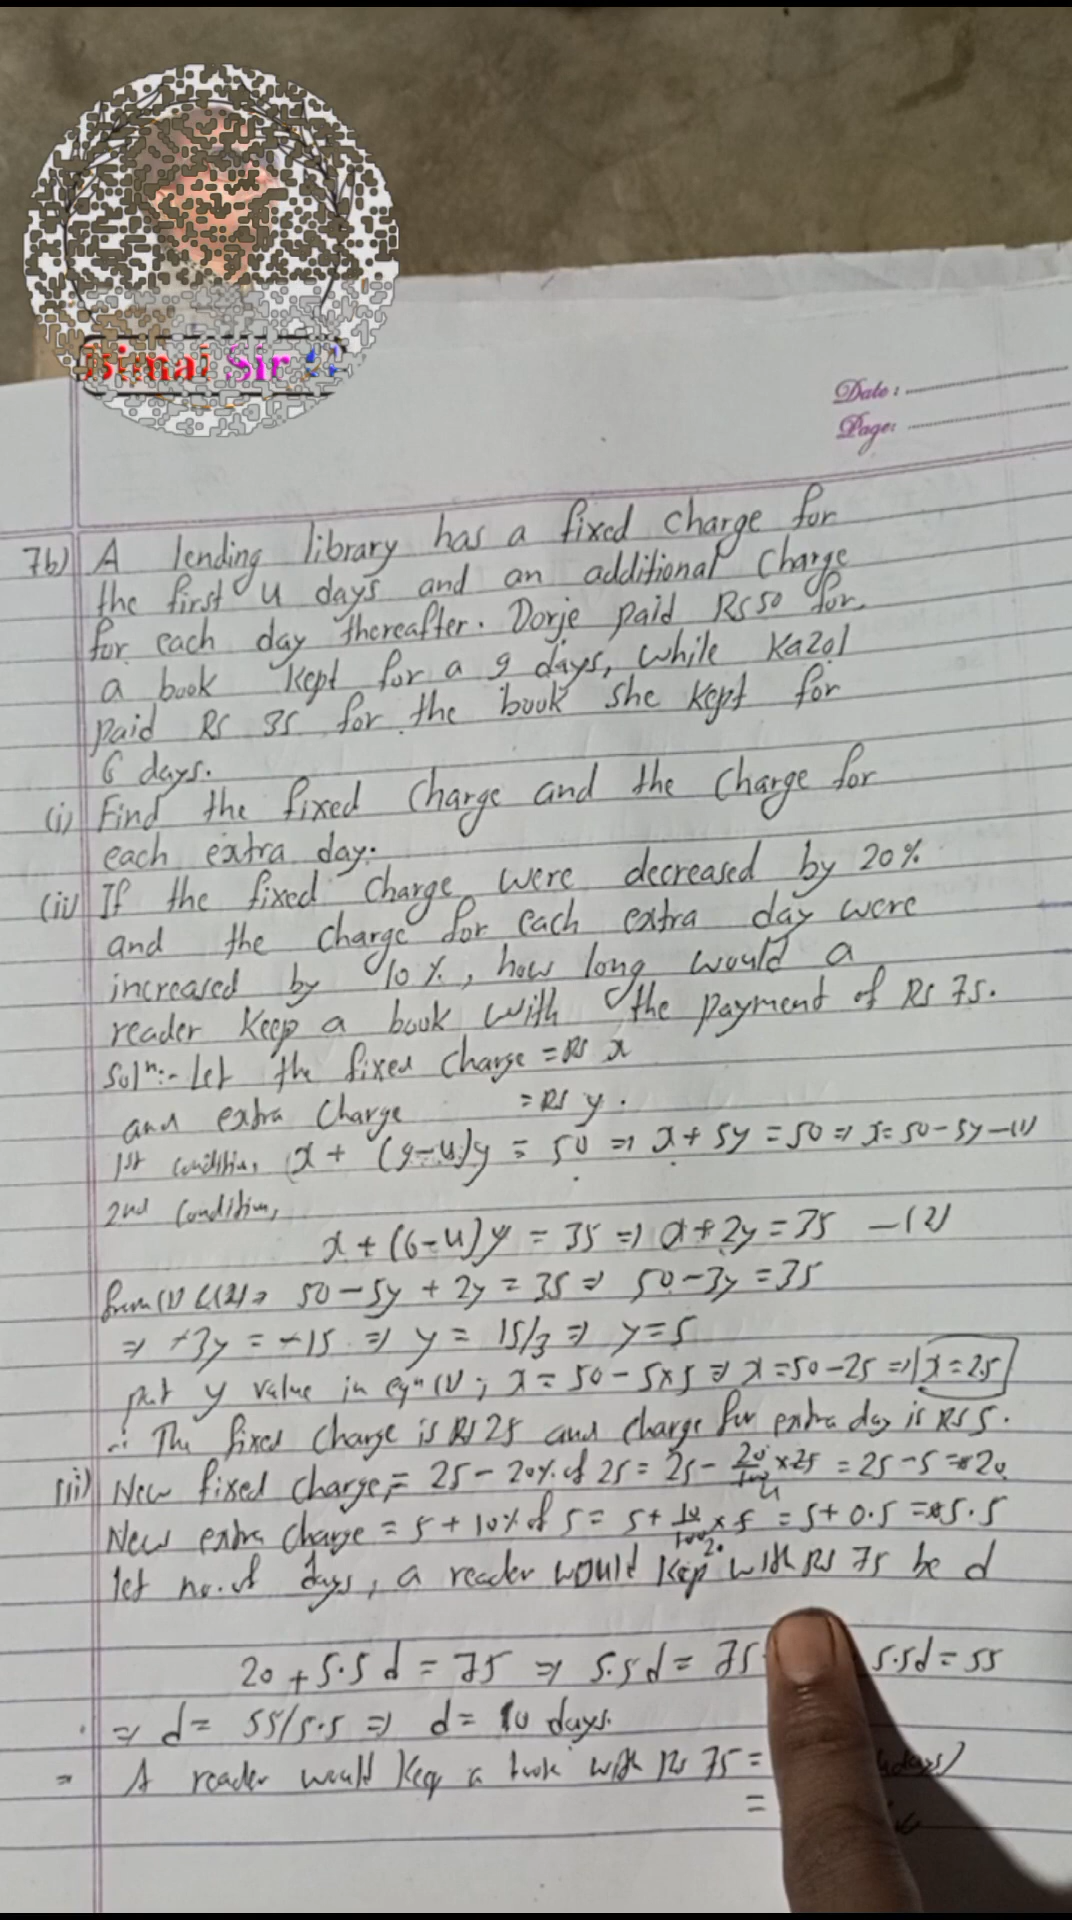 Bimal Sir
Date:
Page:
7b) A lending library has a fixed charge for
the first 4 days and an additional charge
for each day thereafter. Dorje paid Rs 50 for
a book kept for a 9 days, while Kazol
paid Rs 35 for the book she kept for
6 days.
(i) Find the fixed charge and the charge for
each extra day.
(ii) If the fixed charge were decreased by 20%
and the charge for each extra day were
increased by 10%, how long would a
reader keep a book with the payment of Rs 75.
Solⁿ:- Let the fixed charge = Rs x
and extra charge = Rs y.
1st condition, x + (9-4)y = 50 ⇒ x + 5y = 50 ⇒ x = 50 - 5y —(1)
2nd condition,
x + (6-4)y = 35 ⇒ x + 2y = 35 —(2)
from (1) & (2) ⇒ 50 - 5y + 2y = 35 ⇒ 50 - 3y = 35
⇒ -3y = -15 ⇒ y = 15/3 ⇒ y = 5
put y value in eqⁿ (1); x = 50 - 5×5 ⇒ x = 50 - 25 ⇒ x = 25
∴ The fixed charge is Rs 25 and charge for extra day is Rs 5.
(ii) New fixed charge = 25 - 20% of 25 = 25 - 20/100 × 25 = 25 - 5 = 20
New extra charge = 5 + 10% of 5 = 5 + 10/100 × 5 = 5 + 0.5 = 5.5
let no. of days, a reader would kep with Rs 75 be d
20 + 5.5d = 75 ⇒ 5.5d = 75 5.5d = 55
⇒ d = 55/5.5 ⇒ d = 10 days.
= A reader would keep a book with Rs 75 = days)
=